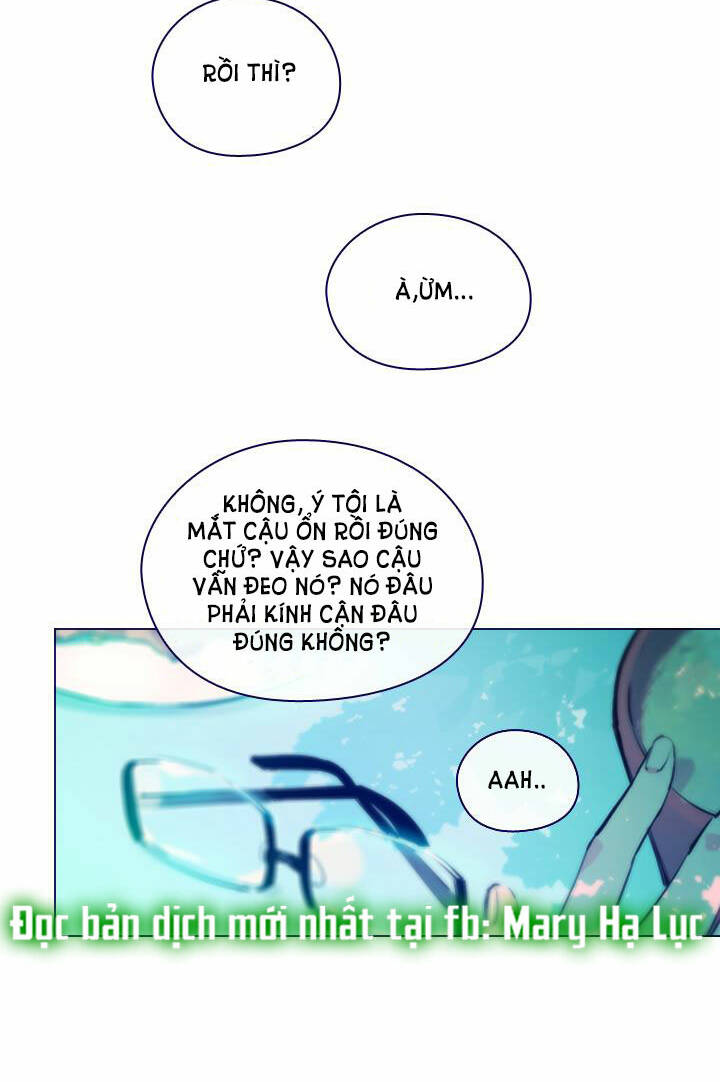 RỒI THÌ?
À,ỪM...
KHÔNG, Ý TÔI LÀ
MẮT CẬU ỔN RỒI ĐÚNG
CHỨ? VẬY SAO CẬU
VẪN ĐEO NÓ? NÓ ĐÂU
PHẢI KÍNH CẬN ĐÂU
ĐÚNG KHÔNG?
AAH..
Đọc bản dịch mới nhất tại fb: Mary Hạ Lục